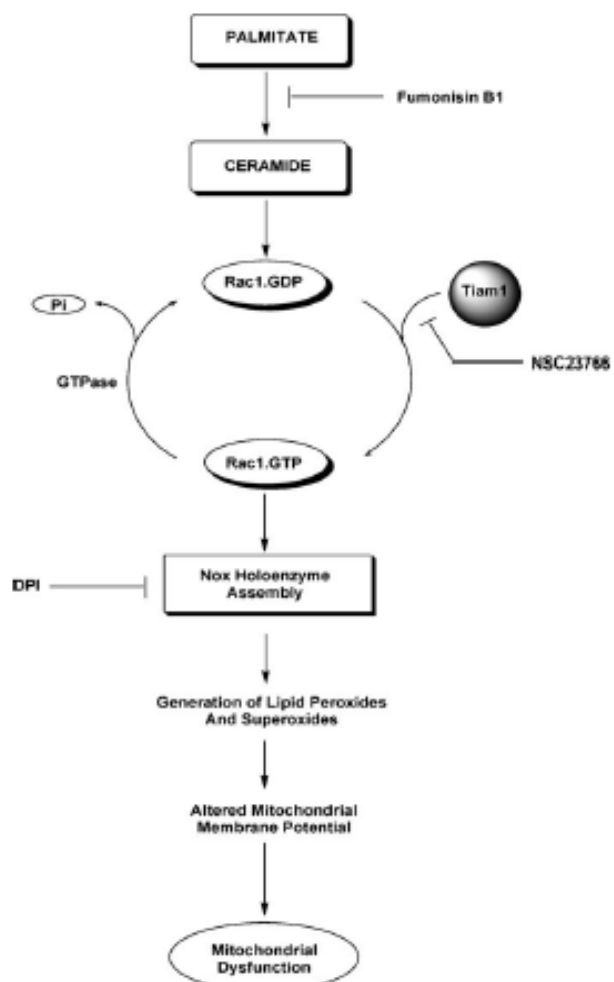 PALMITATE
Fumonisin B1
CERAMIDE
Rac1.GDP
Tiam1
Pi
NSC23766
GTPase
Rac1.GTP
Nox Holoenzyme
Assembly
DPI
Generation of Lipid Peroxides
And Superoxides
Altered Mitochondrial
Membrane Potential
Mitochondrial
Dysfunction